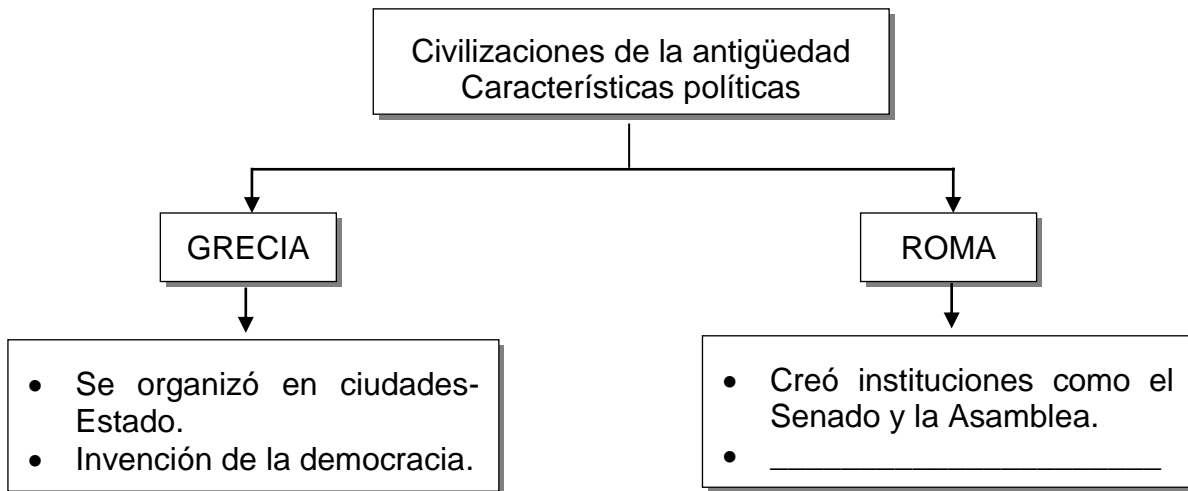 Civilizaciones de la antigüedad
Características políticas
GRECIA
ROMA
• Se organizó en ciudades-
Estado.
• Invención de la democracia.
• Creó instituciones como el
Senado y la Asamblea.
• ________________________